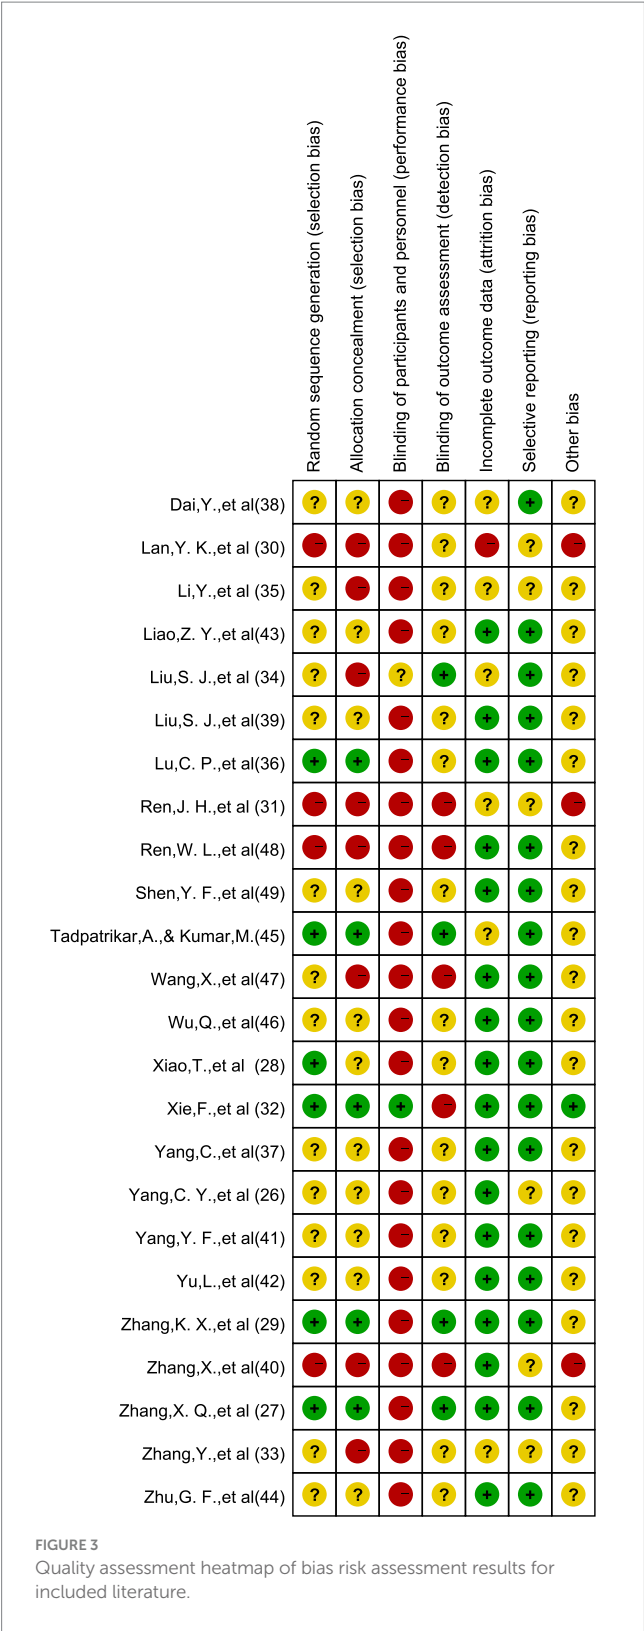 Random sequence generation (selection bias)
Allocation concealment (selection bias)
Blinding of participants and personnel (performance bias)
Blinding of outcome assessment (detection bias)
Incomplete outcome data (attrition bias)
Selective reporting (reporting bias)
Other bias
Dai,Y.,et al(38) ? ? - ? ? + ?
Lan,Y. K.,et al (30) - - - ? - ? -
Li,Y.,et al (35) ? - - ? ? ? ?
Liao,Z. Y.,et al(43) ? ? - ? + + ?
Liu,S. J.,et al (34) ? - ? + ? + ?
Liu,S. J.,et al(39) ? ? - ? + + ?
Lu,C. P.,et al(36) + + - ? + + ?
Ren,J. H.,et al (31) - - - - ? ? -
Ren,W. L.,et al(48) - - - - + + ?
Shen,Y. F.,et al(49) ? ? - ? + + ?
Tadpatrikar,A.,& Kumar,M.(45) + + - + ? + ?
Wang,X.,et al(47) ? - - - + + ?
Wu,Q.,et al(46) ? ? - ? + + ?
Xiao,T.,et al  (28) + ? - ? + + ?
Xie,F.,et al (32) + + + - + + +
Yang,C.,et al(37) ? ? - ? + + ?
Yang,C. Y.,et al (26) ? ? - ? + ? ?
Yang,Y. F.,et al(41) ? ? - ? + + ?
Yu,L.,et al(42) ? ? - ? + + ?
Zhang,K. X.,et al (29) + + - + + + ?
Zhang,X.,et al(40) - - - - + ? -
Zhang,X. Q.,et al (27) + + - + + + ?
Zhang,Y.,et al (33) ? - - ? ? ? ?
Zhu,G. F.,et al(44) ? ? - ? + + ?
FIGURE 3
Quality assessment heatmap of bias risk assessment results for
included literature.